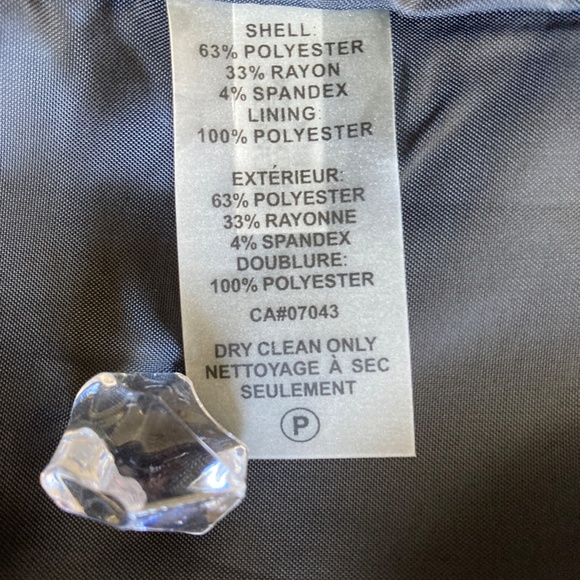 SHELL:
63% POLYESTER
33% RAYON
4% SPANDEX
LINING:
100% POLYESTER
EXTÉRIEUR:
63% POLYESTER
33% RAYONNE
4% SPANDEX
DOUBLURE:
100% POLYESTER
CA#07043
DRY CLEAN ONLY
NETTOYAGE À SEC
SEULEMENT
P